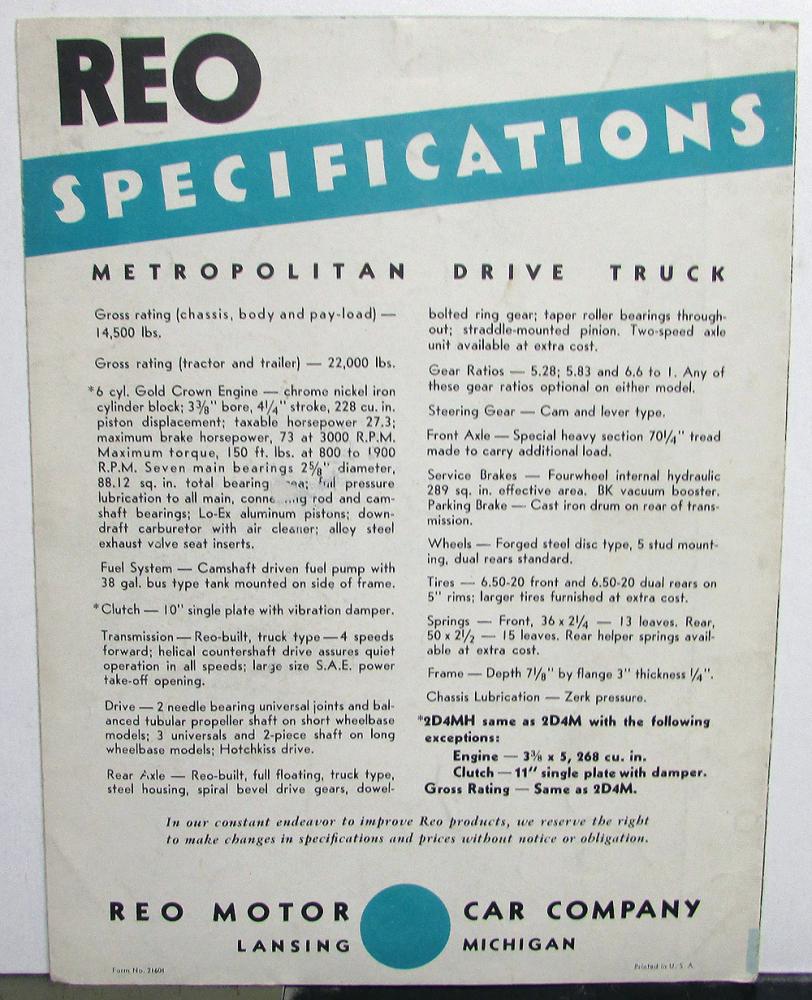 REO
SPECIFICATIONS
METROPOLITAN DRIVE TRUCK
Gross rating (chassis, body and pay-load) —
14,500 lbs.
Gross rating (tractor and trailer) — 22,000 lbs.
*6 cyl. Gold Crown Engine — chrome nickel iron
cylinder block; 3⅜" bore, 4¼" stroke, 228 cu. in.
piston displacement; taxable horsepower 27.3;
maximum brake horsepower, 73 at 3000 R.P.M.
Maximum torque, 150 ft. lbs. at 800 to 1900
R.P.M. Seven main bearings 2⅝" diameter,
88.12 sq. in. total bearing pressure
lubrication to all main, rod and cam-
shaft bearings; Lo-Ex aluminum pistons; down-
draft carburetor with air cleaner; alloy steel
exhaust valve seat inserts.
Fuel System — Camshaft driven fuel pump with
38 gal. bus type tank mounted on side of frame.
*Clutch — 10" single plate with vibration damper.
Transmission — Reo-built, truck type — 4 speeds
forward; helical countershaft drive assures quiet
operation in all speeds; large size S.A.E. power
take-off opening.
Drive — 2 needle bearing universal joints and bal-
anced tubular propeller shaft on short wheelbase
models; 3 universals and 2-piece shaft on long
wheelbase models; Hotchkiss drive.
Rear Axle — Reo-built, full floating, truck type,
steel housing, spiral bevel drive gears, dowel-
bolted ring gear; taper roller bearings through-
out; straddle-mounted pinion. Two-speed axle
unit available at extra cost.
Gear Ratios — 5.28; 5.83 and 6.6 to 1. Any of
these gear ratios optional on either model.
Steering Gear — Cam and lever type.
Front Axle — Special heavy section 70¼" tread
made to carry additional load.
Service Brakes — Fourwheel internal hydraulic
289 sq. in. effective area. BK vacuum booster.
Parking Brake — Cast iron drum on rear of trans-
mission.
Wheels — Forged steel disc type, 5 stud mount-
ing, dual rears standard.
Tires — 6.50-20 front and 6.50-20 dual rears on
5" rims; larger tires furnished at extra cost.
Springs — Front, 36 x 2¼ — 13 leaves. Rear,
50 x 2½ — 15 leaves. Rear helper springs avail-
able at extra cost.
Frame — Depth 7⅛" by flange 3" thickness ¼".
Chassis Lubrication — Zerk pressure.
*2D4MH same as 2D4M with the following
exceptions:
Engine — 3⅜ x 5, 268 cu. in.
Clutch — 11" single plate with damper.
Gross Rating — Same as 2D4M.
In our constant endeavor to improve Reo products, we reserve the right
to make changes in specifications and prices without notice or obligation.
REO MOTOR CAR COMPANY
LANSING MICHIGAN
Form No. 21604
Printed in U. S. A.